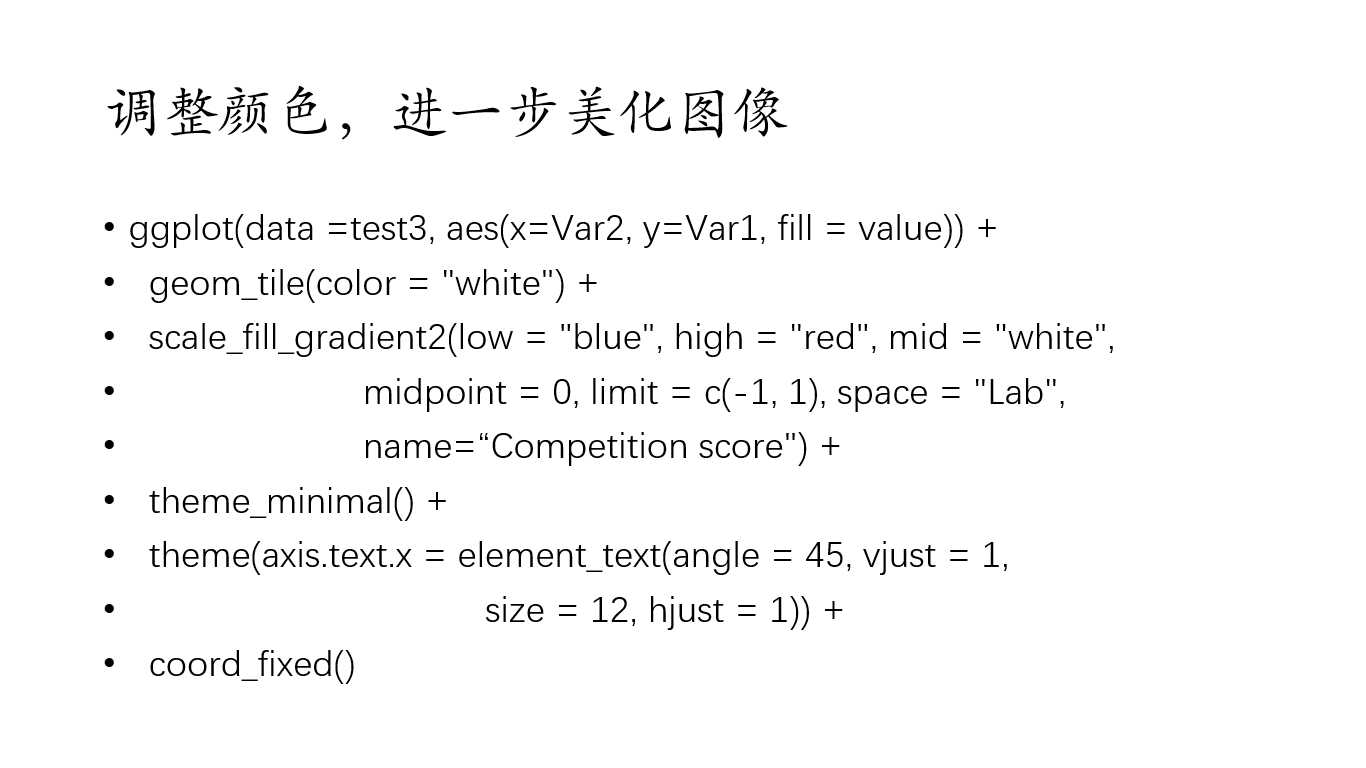 调整颜色，进一步美化图像
• ggplot(data =test3, aes(x=Var2, y=Var1, fill = value)) +
• geom_tile(color = "white") +
• scale_fill_gradient2(low = "blue", high = "red", mid = "white",
• midpoint = 0, limit = c(-1, 1), space = "Lab",
• name=“Competition score") +
• theme_minimal() +
• theme(axis.text.x = element_text(angle = 45, vjust = 1,
• size = 12, hjust = 1)) +
• coord_fixed()